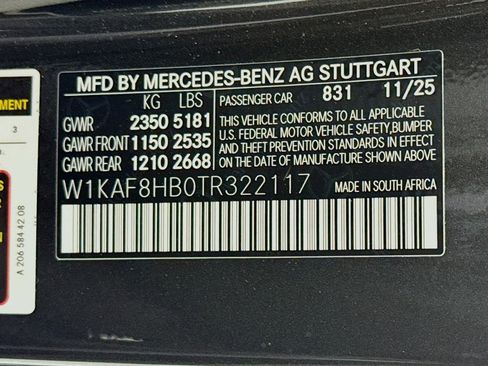 MFD BY MERCEDES-BENZ AG STUTTGART
KG LBS
PASSENGER CAR 831 11/25
GVWR 2350 5181
GAWR FRONT 1150 2535
GAWR REAR 1210 2668
THIS VEHICLE CONFORMS TO ALL APPLICABLE
U.S. FEDERAL MOTOR VEHICLE SAFETY, BUMPER
AND THEFT PREVENTION STANDARDS IN EFFECT
ON THE DATE OF MANUFACTURE SHOWN ABOVE.
W1KAF8HB0TR322117
MADE IN SOUTH AFRICA
3
A 206 584 42 08